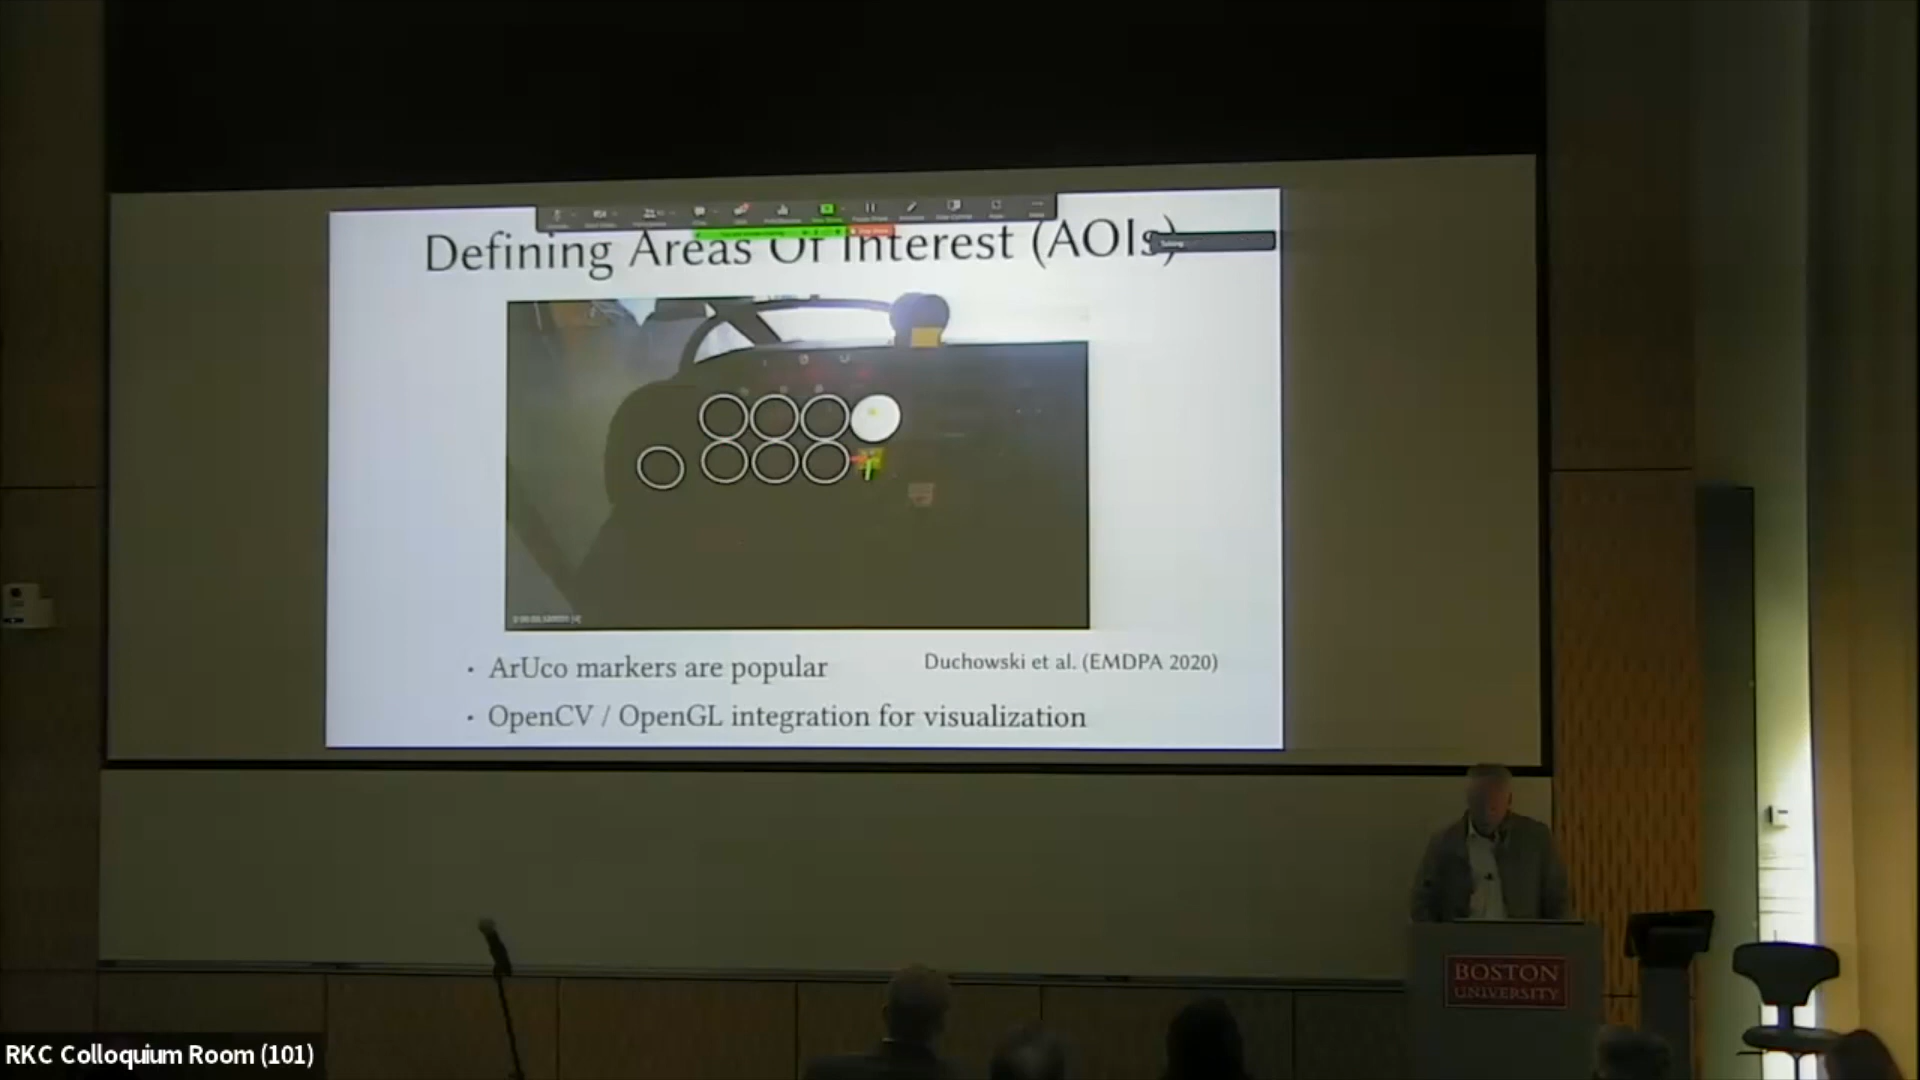 Defining Areas Of Interest (AOIs)
• ArUco markers are popular
Duchowski et al. (EMDPA 2020)
• OpenCV / OpenGL integration for visualization
BOSTON
UNIVERSITY
RKC Colloquium Room (101)